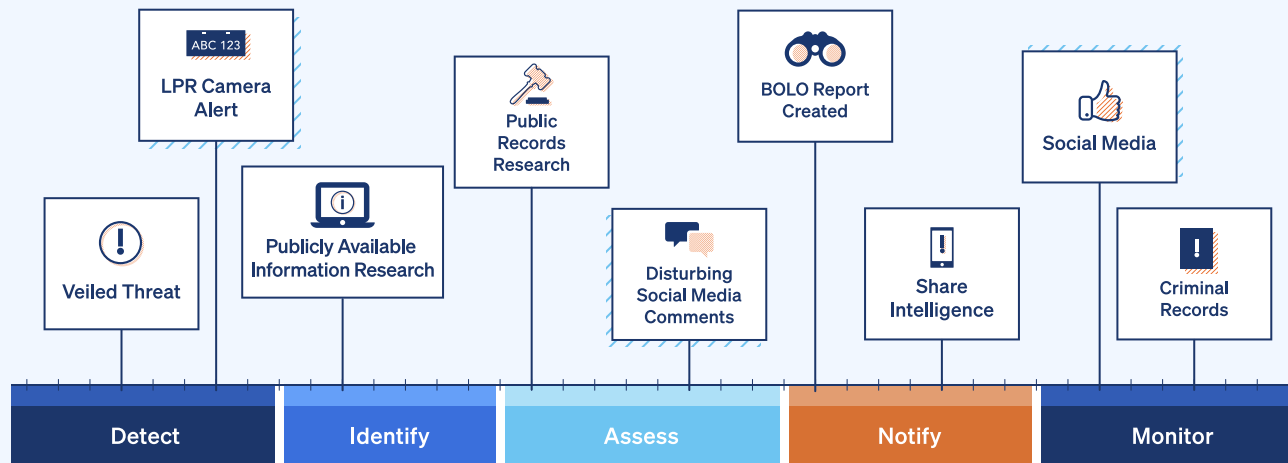 ABC 123
LPR Camera
Alert
Veiled Threat
Publicly Available
Information Research
Public
Records
Research
Disturbing
Social Media
Comments
BOLO Report
Created
Share
Intelligence
Social Media
Criminal
Records
Detect
Identify
Assess
Notify
Monitor